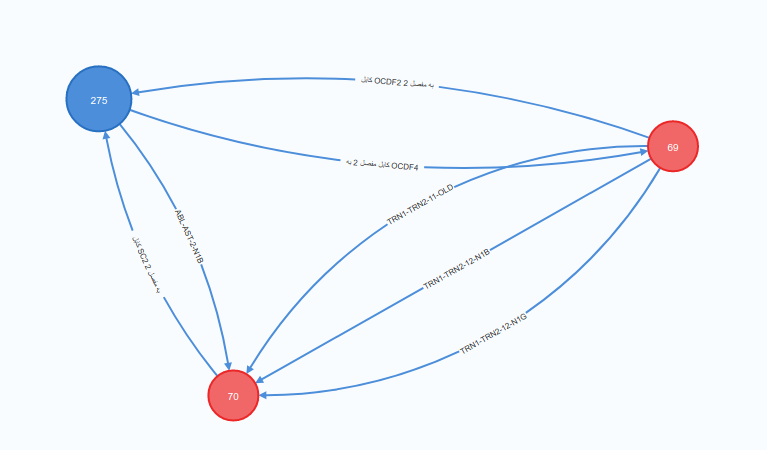 275
کابل OCDF2 به مفصل 2
69
کابل مفصل 2 به OCDF4
TRN1-TRN2-11-OLD
ABL-AST-2-N1B
کابل SC2 به مفصل 2
TRN1-TRN2-12-N1B
TRN1-TRN2-12-N1G
70